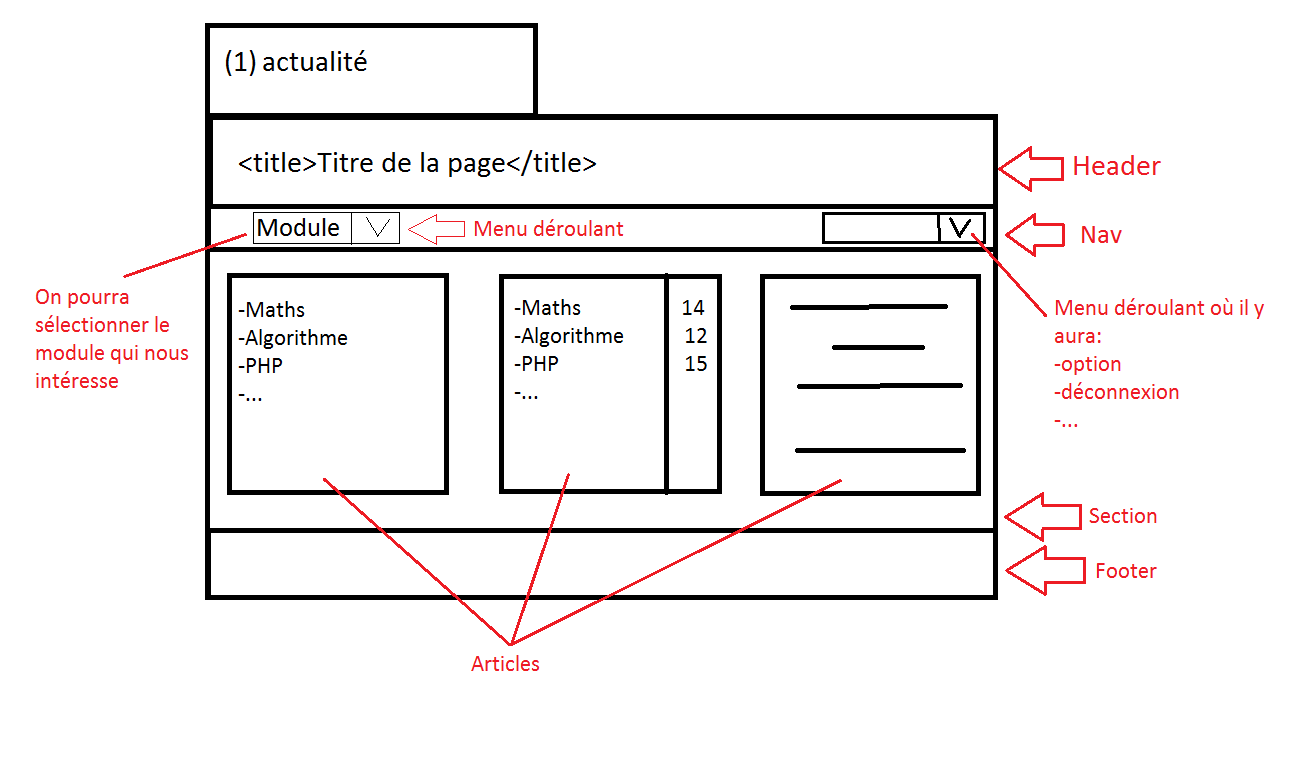 (1) actualité
<title>Titre de la page</title>
Header
Module
Menu déroulant
Nav
On pourra
sélectionner le
module qui nous
intéresse
-Maths
-Algorithme
-PHP
-...
-Maths 14
-Algorithme 12
-PHP 15
-...
Menu déroulant où il y
aura:
-option
-déconnexion
-...
Section
Footer
Articles